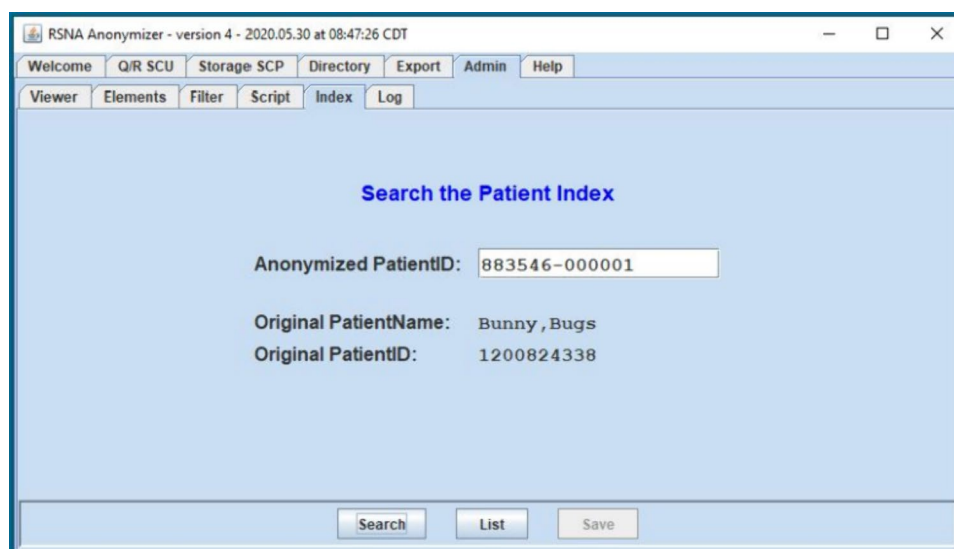 RSNA Anonymizer - version 4 - 2020.05.30 at 08:47:26 CDT
Welcome Q/R SCU Storage SCP Directory Export Admin Help
Viewer Elements Filter Script Index Log
Search the Patient Index
Anonymized PatientID: 883546-000001
Original PatientName: Bunny,Bugs
Original PatientID: 1200824338
Search List Save